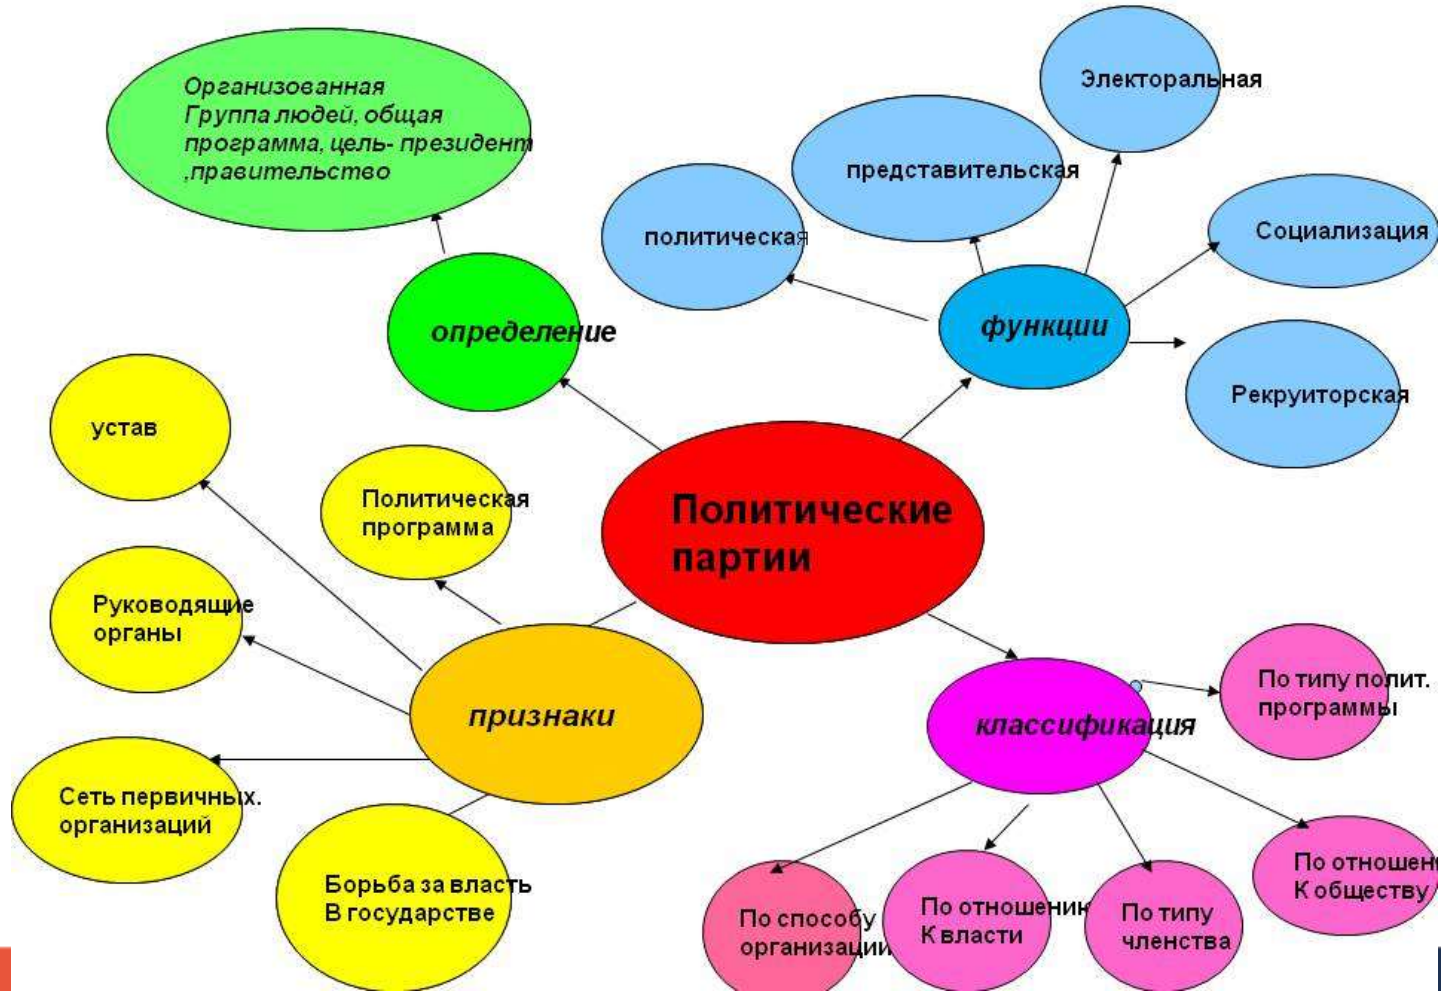 Организованная
Группа людей, общая
программа, цель- президент
,правительство
Электоральная
представительская
политическая
Социализация
определение
функции
Рекруиторская
устав
Политическая
программа
Политические
партии
Руководящие
органы
признаки
классификация
По типу полит.
программы
Сеть первичных.
организаций
Борьба за власть
В государстве
По способу
организации
По отношению
К власти
По типу
членства
По отношен
К обществу